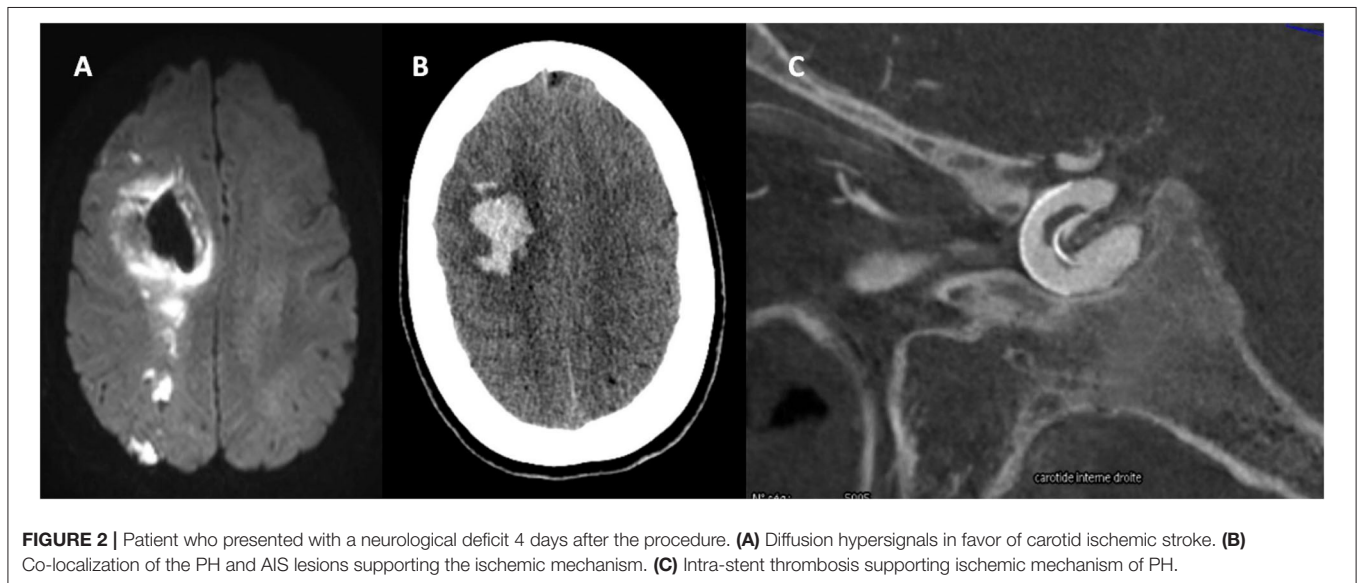 A
B
C
carotide interne droite
N° séq: 5005
FIGURE 2 | Patient who presented with a neurological deficit 4 days after the procedure. (A) Diffusion hypersignals in favor of carotid ischemic stroke. (B)
Co-localization of the PH and AIS lesions supporting the ischemic mechanism. (C) Intra-stent thrombosis supporting ischemic mechanism of PH.